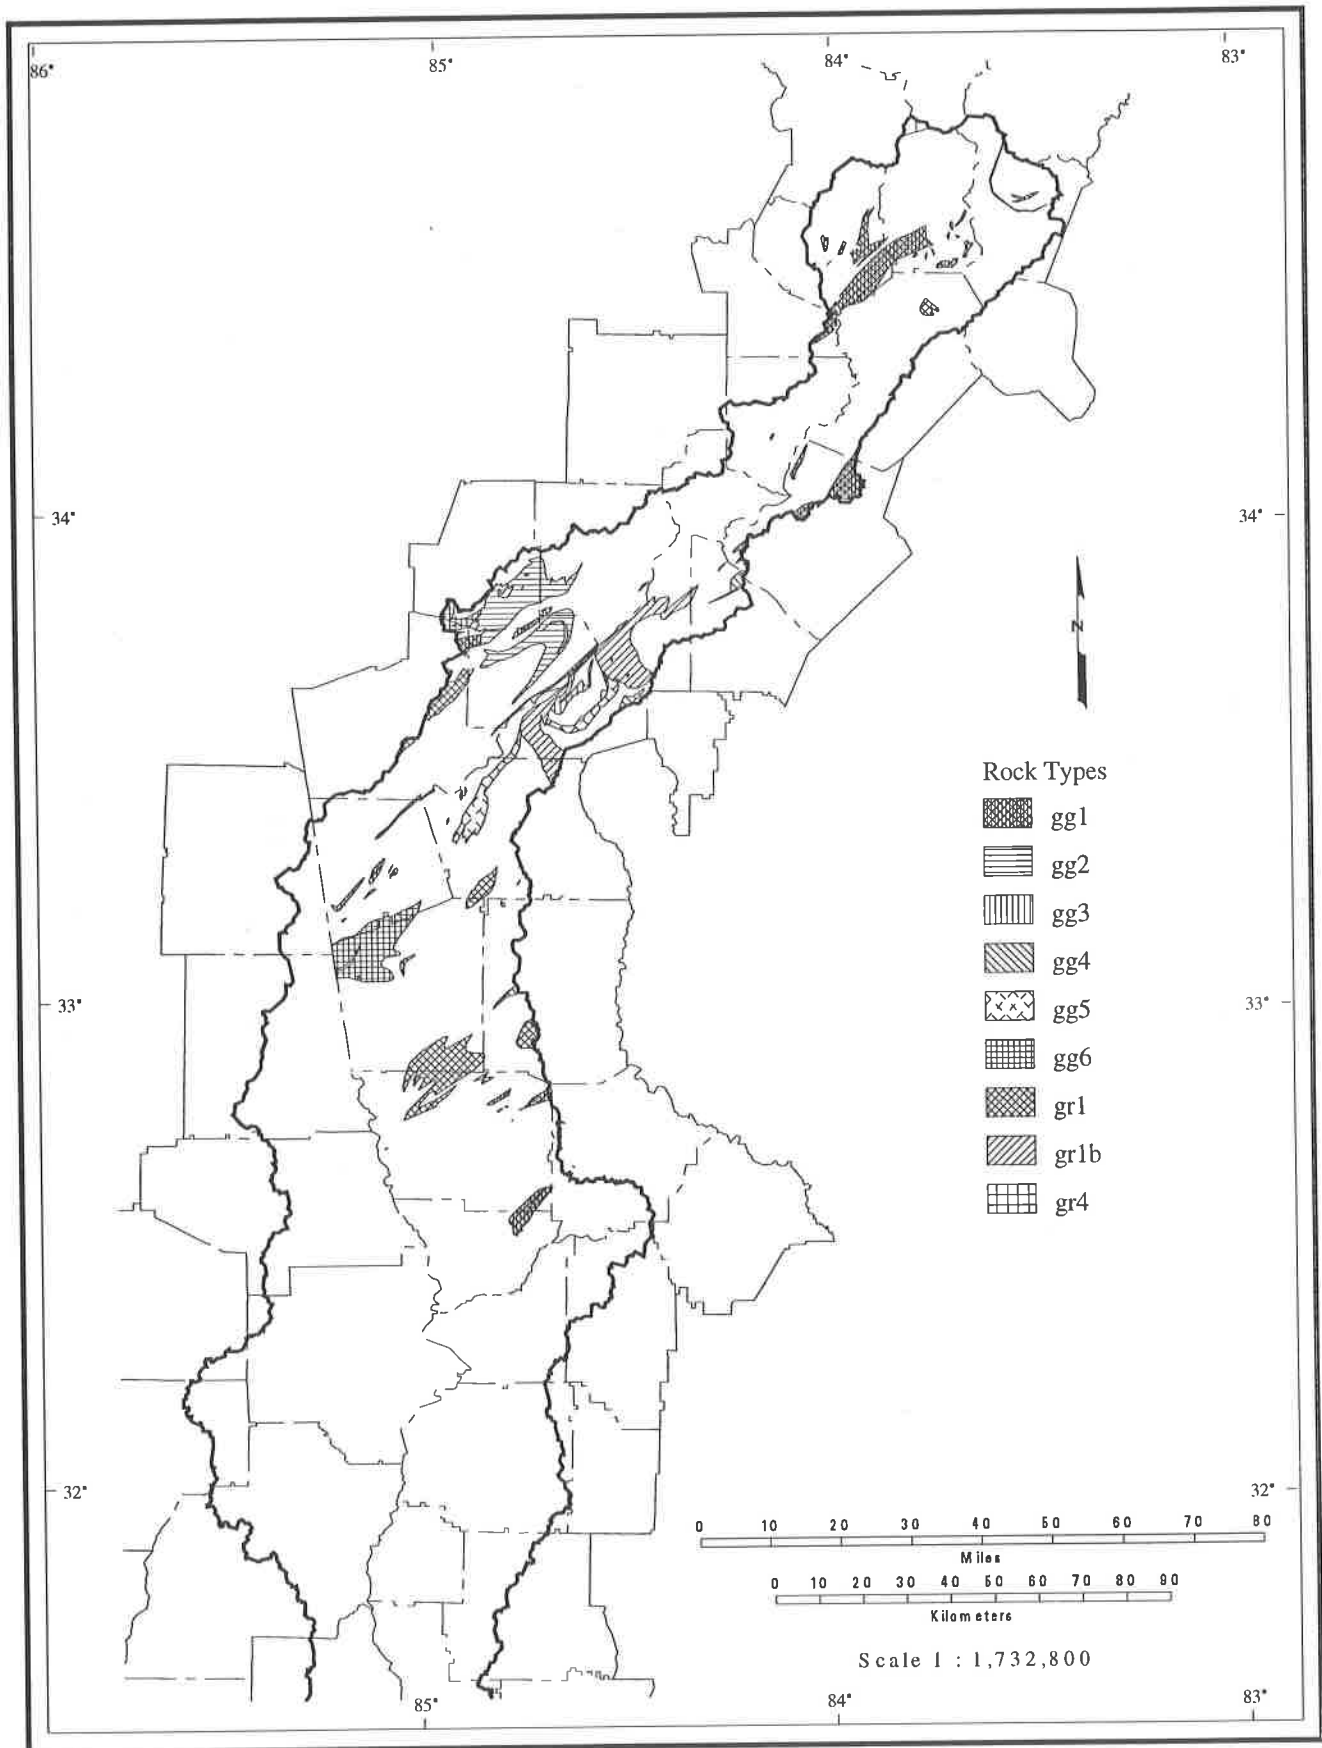 86° 85° 84° 83°
34° 34°
N
Rock Types
gg1
gg2
gg3
gg4
gg5
gg6
gr1
gr1b
gr4
33° 33°
32° 32°
0 10 20 30 40 50 60 70 80
Miles
0 10 20 30 40 50 60 70 80 90
Kilometers
Scale 1 : 1,732,800
85° 84° 83°